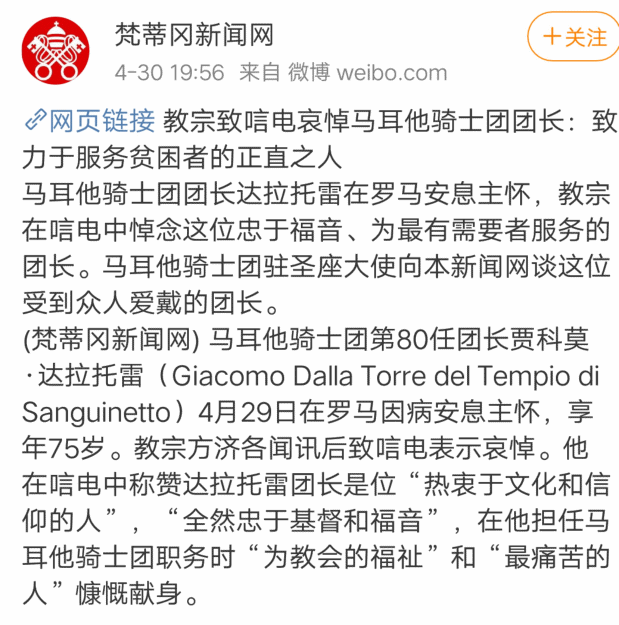 梵蒂冈新闻网
+关注
4-30 19:56 来自 微博 weibo.com
网页链接 教宗致唁电哀悼马耳他骑士团团长：致
力于服务贫困者的正直之人
马耳他骑士团团长达拉托雷在罗马安息主怀，教宗
在唁电中悼念这位忠于福音、为最有需要者服务的
团长。马耳他骑士团驻圣座大使向本新闻网谈这位
受到众人爱戴的团长。
(梵蒂冈新闻网) 马耳他骑士团第80任团长贾科莫
·达拉托雷（Giacomo Dalla Torre del Tempio di
Sanguinetto）4月29日在罗马因病安息主怀，享
年75岁。教宗方济各闻讯后致唁电表示哀悼。他
在唁电中称赞达拉托雷团长是位“热衷于文化和信
仰的人”，“全然忠于基督和福音”，在他担任马
耳他骑士团职务时“为教会的福祉”和“最痛苦的
人”慷慨献身。